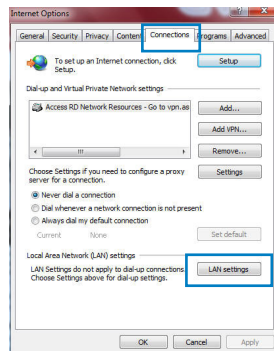 Internet Options
General Security Privacy Content Connections Programs Advanced
To set up an Internet connection, click
Setup.
Setup
Dial-up and Virtual Private Network settings
Access RD Network Resources - Go to vpn.as
Add...
Add VPN...
Remove...
Choose Settings if you need to configure a proxy
server for a connection.
Settings
Never dial a connection
Dial whenever a network connection is not present
Always dial my default connection
Current None
Set default
Local Area Network (LAN) settings
LAN Settings do not apply to dial-up connections.
Choose Settings above for dial-up settings.
LAN settings
OK Cancel Apply